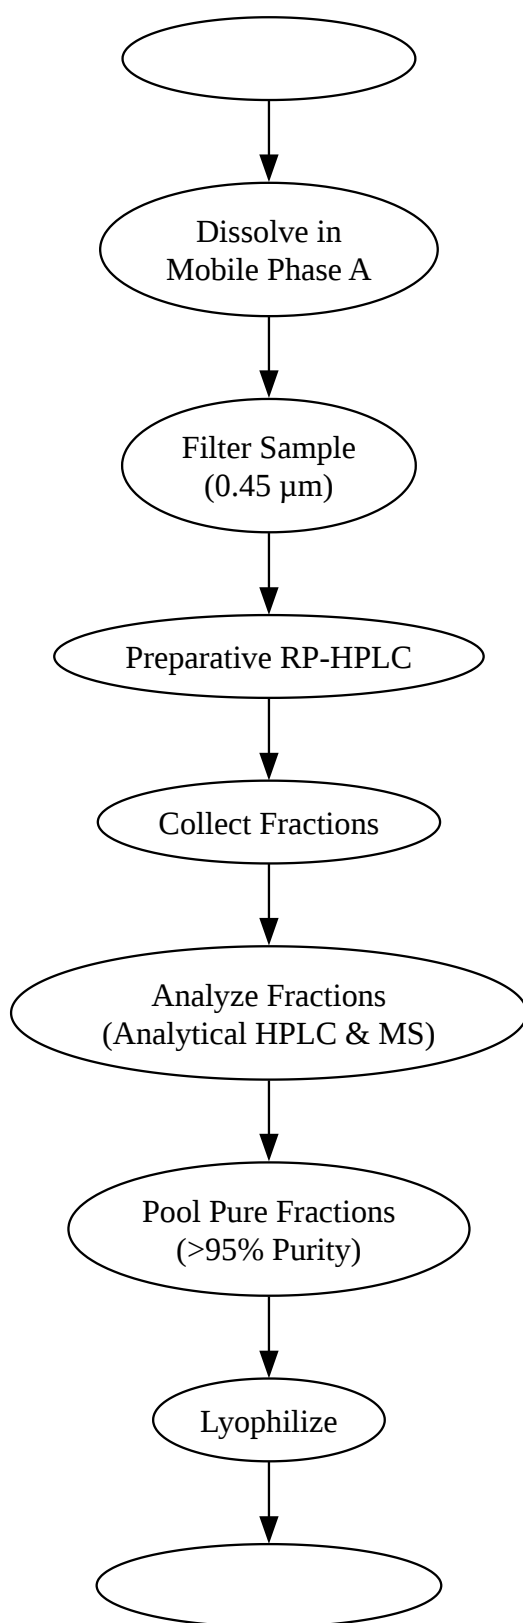 Dissolve in
Mobile Phase A
Filter Sample
(0.45 µm)
Preparative RP-HPLC
Collect Fractions
Analyze Fractions
(Analytical HPLC & MS)
Pool Pure Fractions
(>95% Purity)
Lyophilize